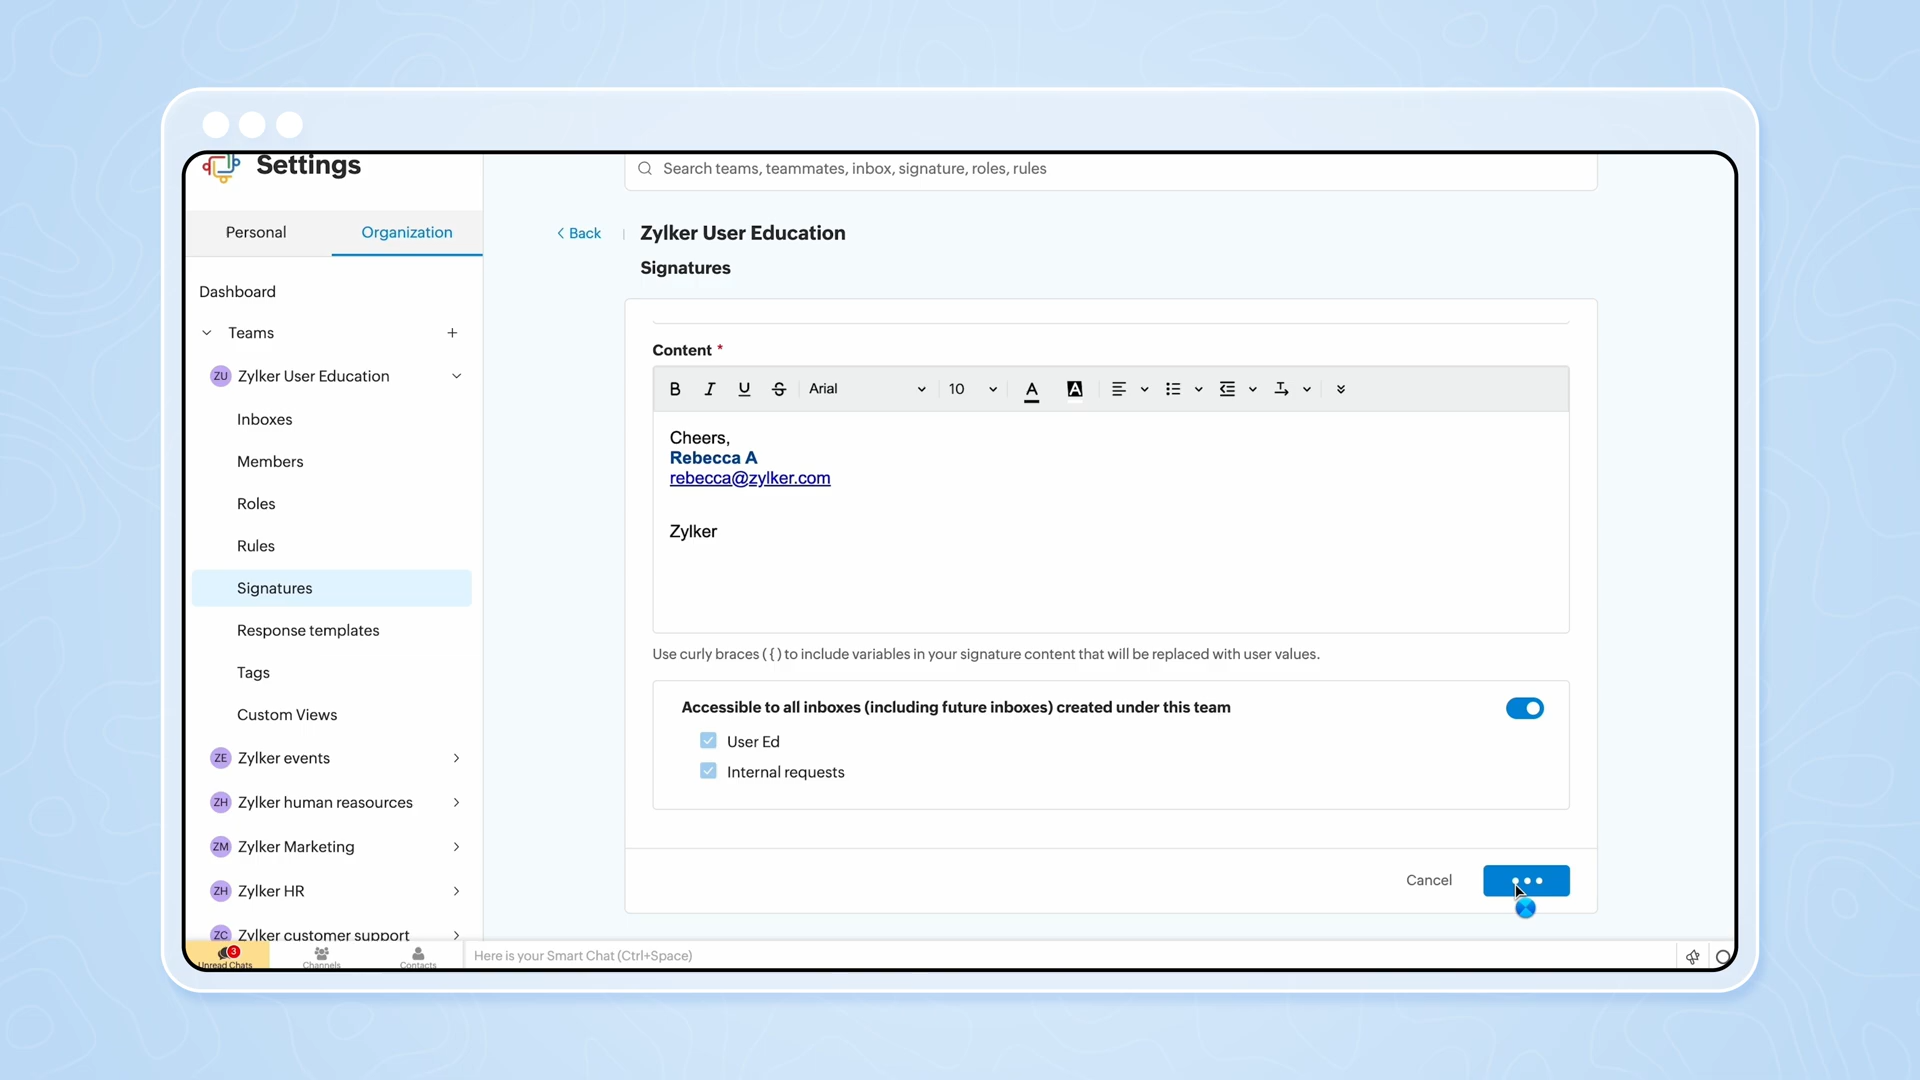 Settings
Search teams, teammates, inbox, signature, roles, rules
Personal
Organization
Back
Zylker User Education
Signatures
Dashboard
Teams
ZU Zylker User Education
Inboxes
Members
Roles
Rules
Signatures
Response templates
Tags
Custom Views
ZE Zylker events
ZH Zylker human reasources
ZM Zylker Marketing
ZH Zylker HR
ZC Zylker customer support
Content *
B I U S Arial 10 A A
Cheers,
Rebecca A
rebecca@zylker.com
Zylker
Use curly braces ({) to include variables in your signature content that will be replaced with user values.
Accessible to all inboxes (including future inboxes) created under this team
User Ed
Internal requests
Cancel
3
Unread Chats
Channels
Contacts
Here is your Smart Chat (Ctrl+Space)